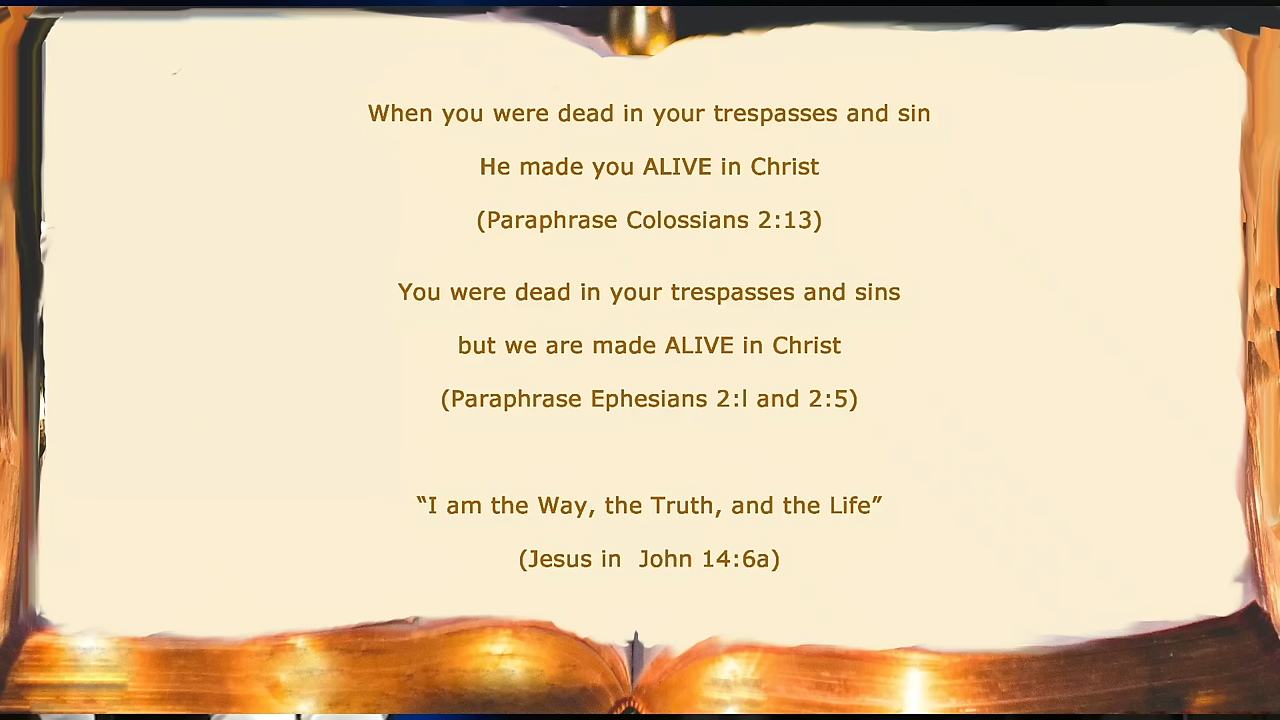 When you were dead in your trespasses and sin
He made you ALIVE in Christ
(Paraphrase Colossians 2:13)
You were dead in your trespasses and sins
but we are made ALIVE in Christ
(Paraphrase Ephesians 2:l and 2:5)
“I am the Way, the Truth, and the Life”
(Jesus in  John 14:6a)